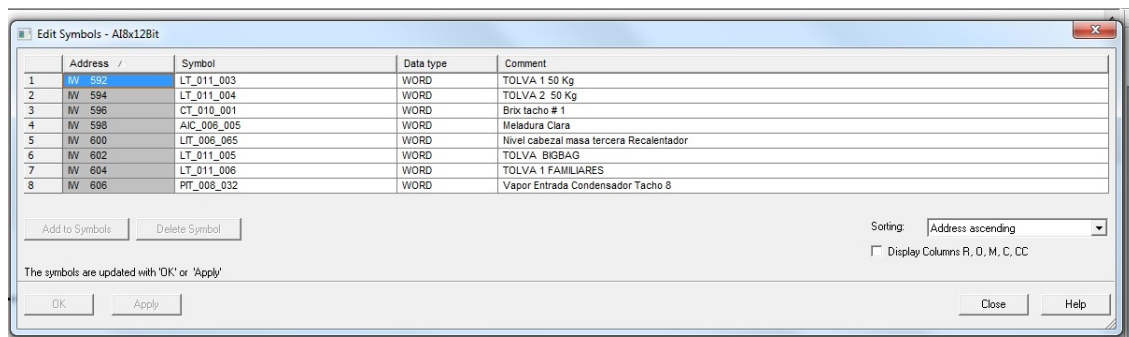 Edit Symbols - AI8x12Bit
Address / Symbol Data type Comment
1 IW 592 LT_011_003 WORD TOLVA 1 50 Kg
2 IW 594 LT_011_004 WORD TOLVA 2 50 Kg
3 IW 596 CT_010_001 WORD Brix tacho # 1
4 IW 598 AIC_006_005 WORD Meladura Clara
5 IW 600 LIT_006_065 WORD Nivel cabezal masa tercera Recalentador
6 IW 602 LT_011_005 WORD TOLVA BIGBAG
7 IW 604 LT_011_006 WORD TOLVA 1 FAMILIARES
8 IW 606 PIT_008_032 WORD Vapor Entrada Condensador Tacho 8
Add to Symbols Delete Symbol Sorting: Address ascending
Display Columns R, O, M, C, CC
The symbols are updated with 'OK' or 'Apply'
OK Apply Close Help